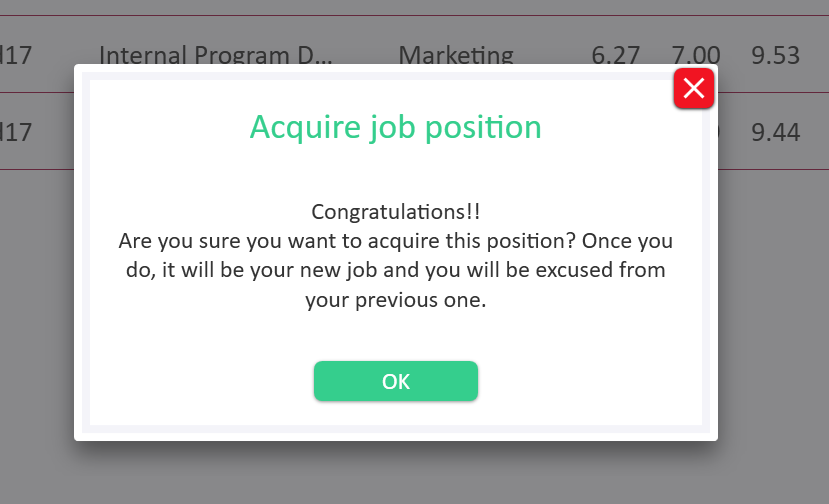 d17 Internal Program D... Marketing 6.27 7.00 9.53
d17 9.44
Acquire job position
Congratulations!!
Are you sure you want to acquire this position? Once you
do, it will be your new job and you will be excused from
your previous one.
OK